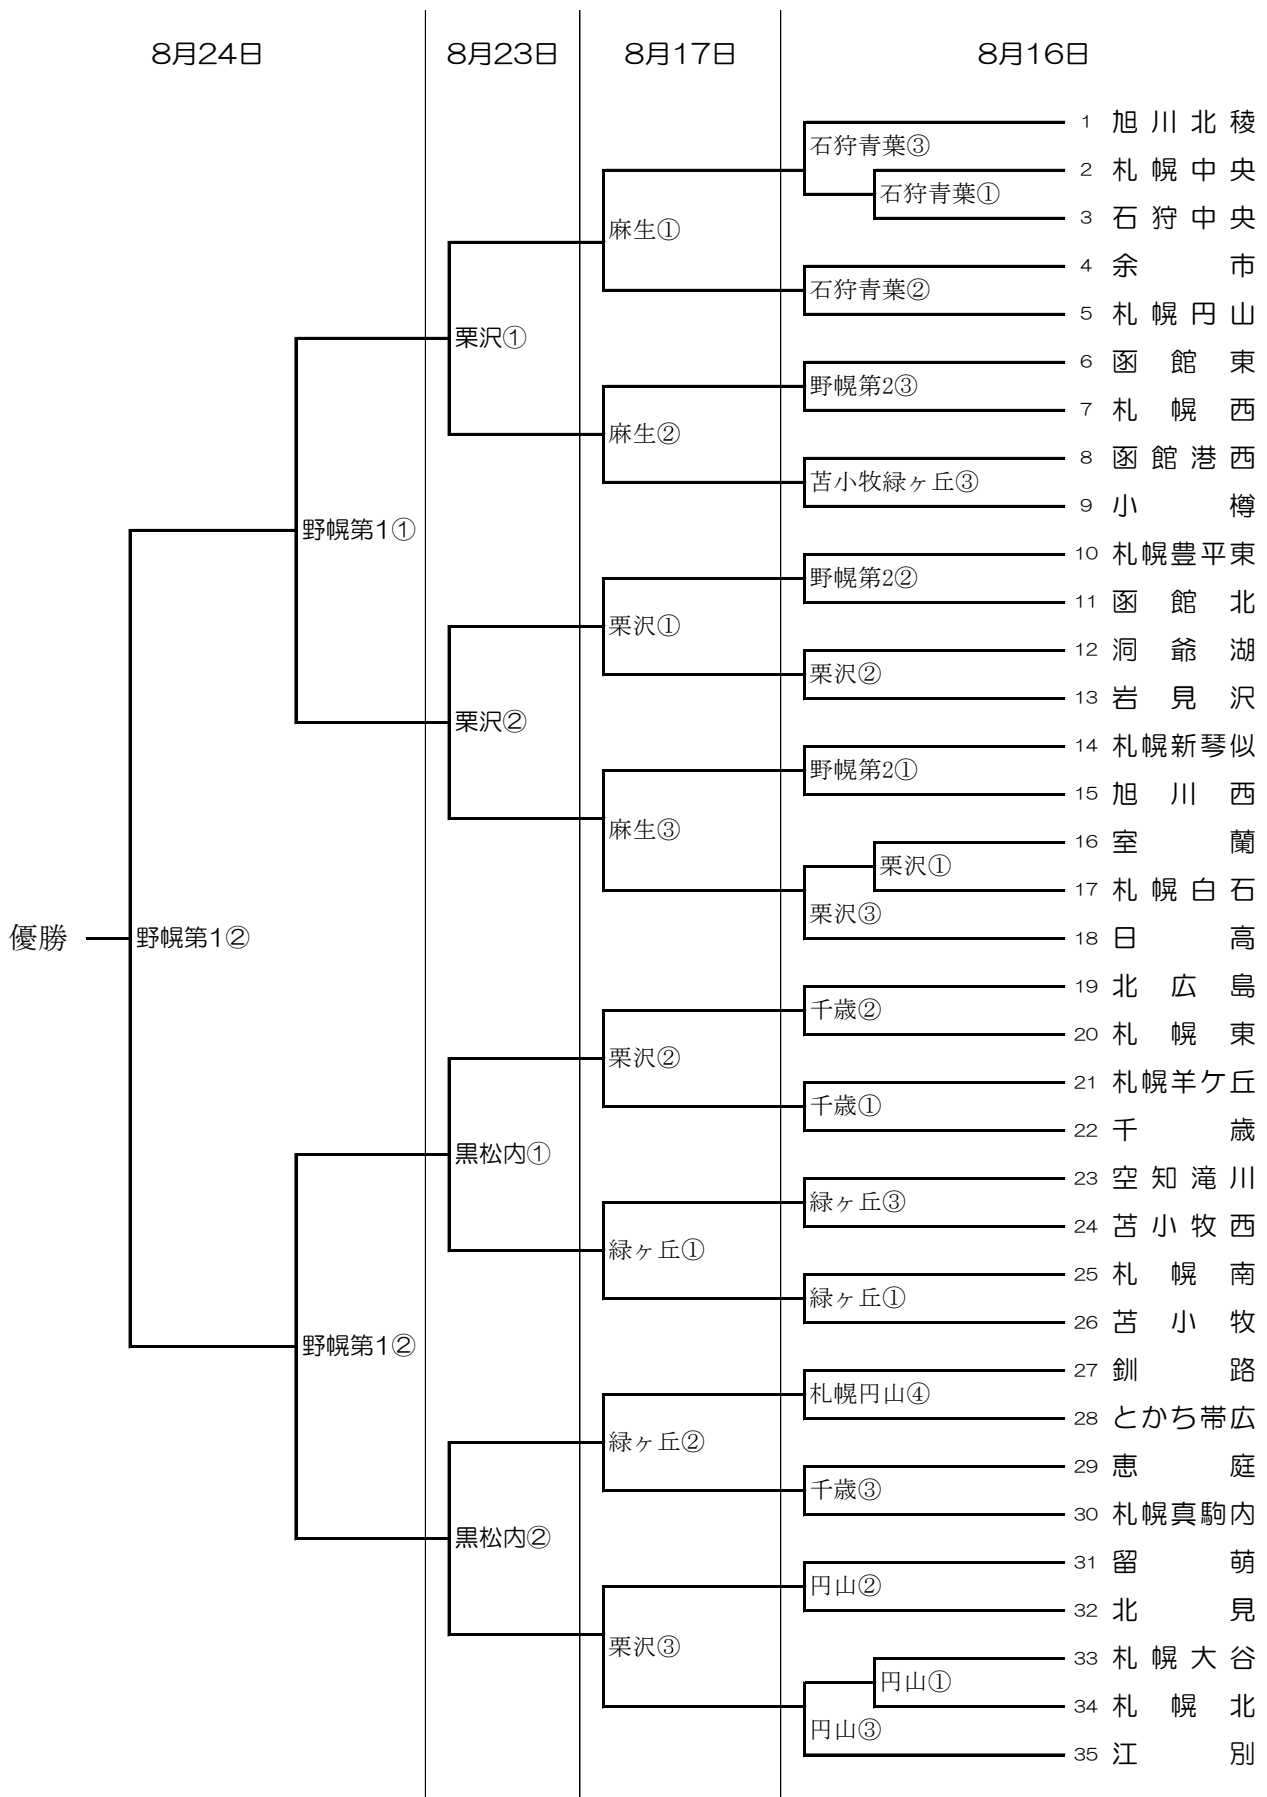 8月24日 8月23日 8月17日 8月16日
1 旭川北稜
石狩青葉③
2 札幌中央
石狩青葉①
3 石狩中央
麻生①
4 余市
石狩青葉②
5 札幌円山
栗沢①
6 函館東
野幌第2③
7 札幌西
麻生②
8 函館港西
苫小牧緑ヶ丘③
9 小樽
野幌第1①
10 札幌豊平東
野幌第2②
11 函館北
栗沢①
12 洞爺湖
栗沢②
13 岩見沢
栗沢②
14 札幌新琴似
野幌第2①
15 旭川西
麻生③
16 室蘭
栗沢①
17 札幌白石
栗沢③
18 日高
優勝 野幌第1②
19 北広島
千歳②
20 札幌東
栗沢②
21 札幌羊ケ丘
千歳①
22 千歳
黒松内①
23 空知滝川
緑ヶ丘③
24 苫小牧西
緑ヶ丘①
25 札幌南
緑ヶ丘①
26 苫小牧
野幌第1②
27 釧路
札幌円山④
28 とかち帯広
緑ヶ丘②
29 恵庭
千歳③
30 札幌真駒内
黒松内②
31 留萌
円山②
32 北見
栗沢③
33 札幌大谷
円山①
34 札幌北
円山③
35 江別